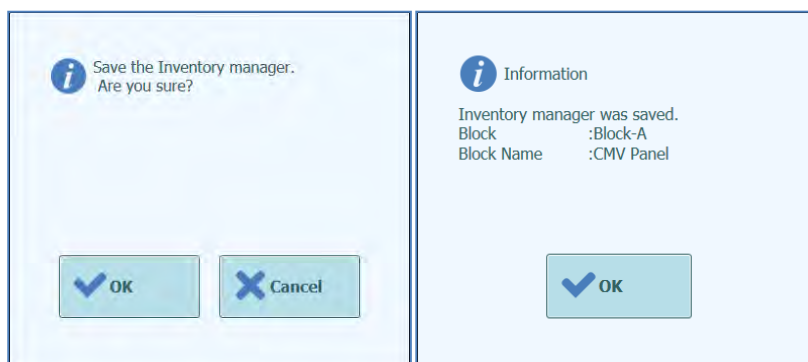 Save the Inventory manager.
Are you sure?
OK
Cancel
Information
Inventory manager was saved.
Block :Block-A
Block Name :CMV Panel
OK